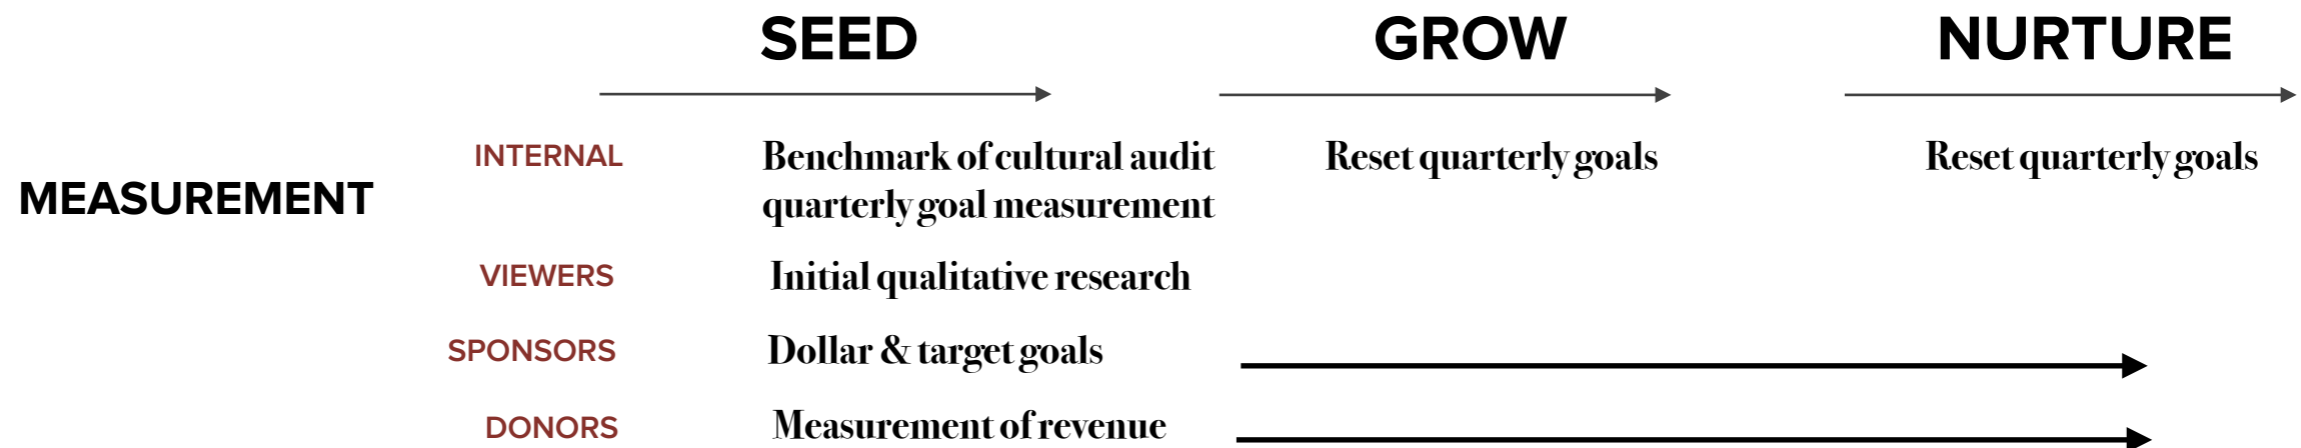 SEED GROW NURTURE
INTERNAL Benchmark of cultural audit Reset quarterly goals Reset quarterly goals
MEASUREMENT quarterly goal measurement
VIEWERS Initial qualitative research
SPONSORS Dollar & target goals
DONORS Measurement of revenue